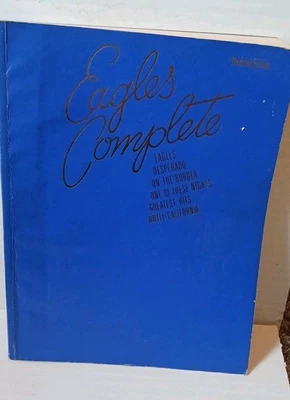 Eagles
Complete
EAGLES
DESPERADO
ON THE BORDER
ONE OF THESE NIGHTS
GREATEST HITS
HOTEL CALIFORNIA